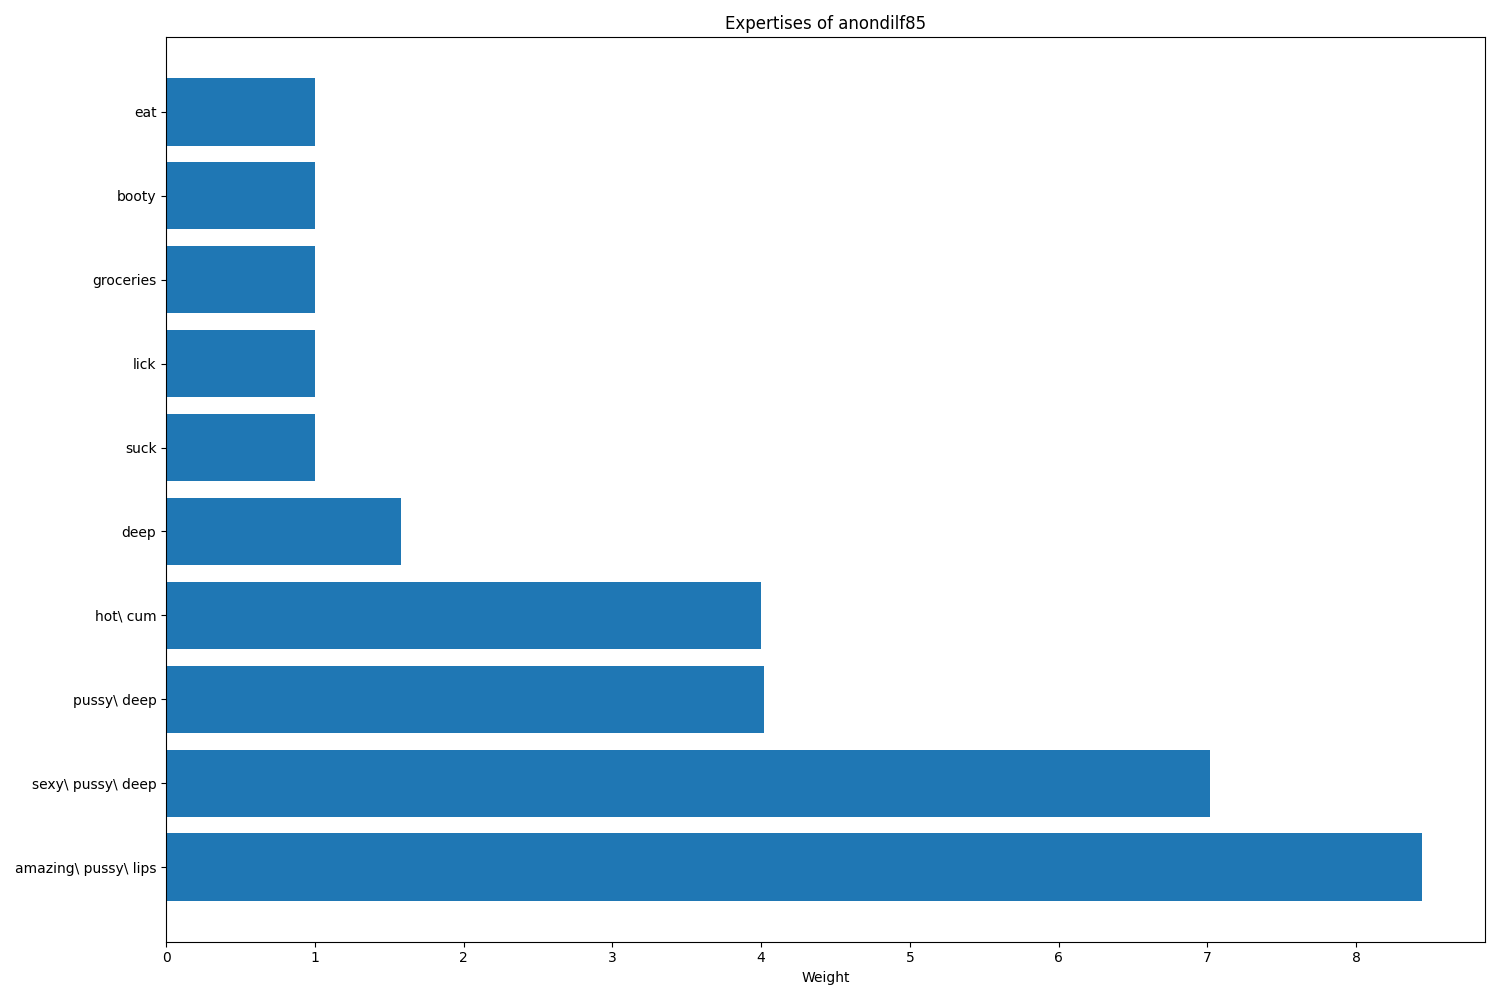 Expertises of anondilf85
eat
booty
groceries
lick
suck
deep
hot\ cum
pussy\ deep
sexy\ pussy\ deep
amazing\ pussy\ lips
0 1 2 3 4 5 6 7 8
Weight